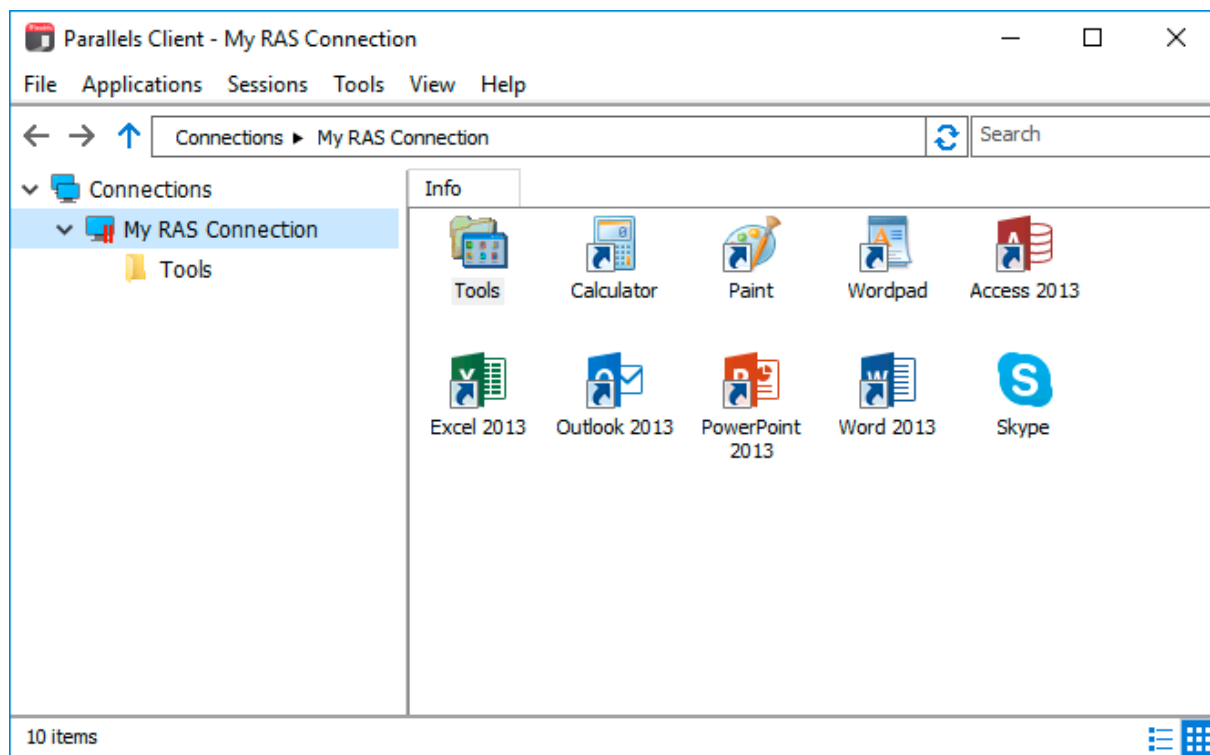 Parallels Client - My RAS Connection
File Applications Sessions Tools View Help
Connections ▸ My RAS Connection
Search
Connections
My RAS Connection
Tools
Info
Tools Calculator Paint Wordpad Access 2013
Excel 2013 Outlook 2013 PowerPoint 2013 Word 2013 Skype
10 items